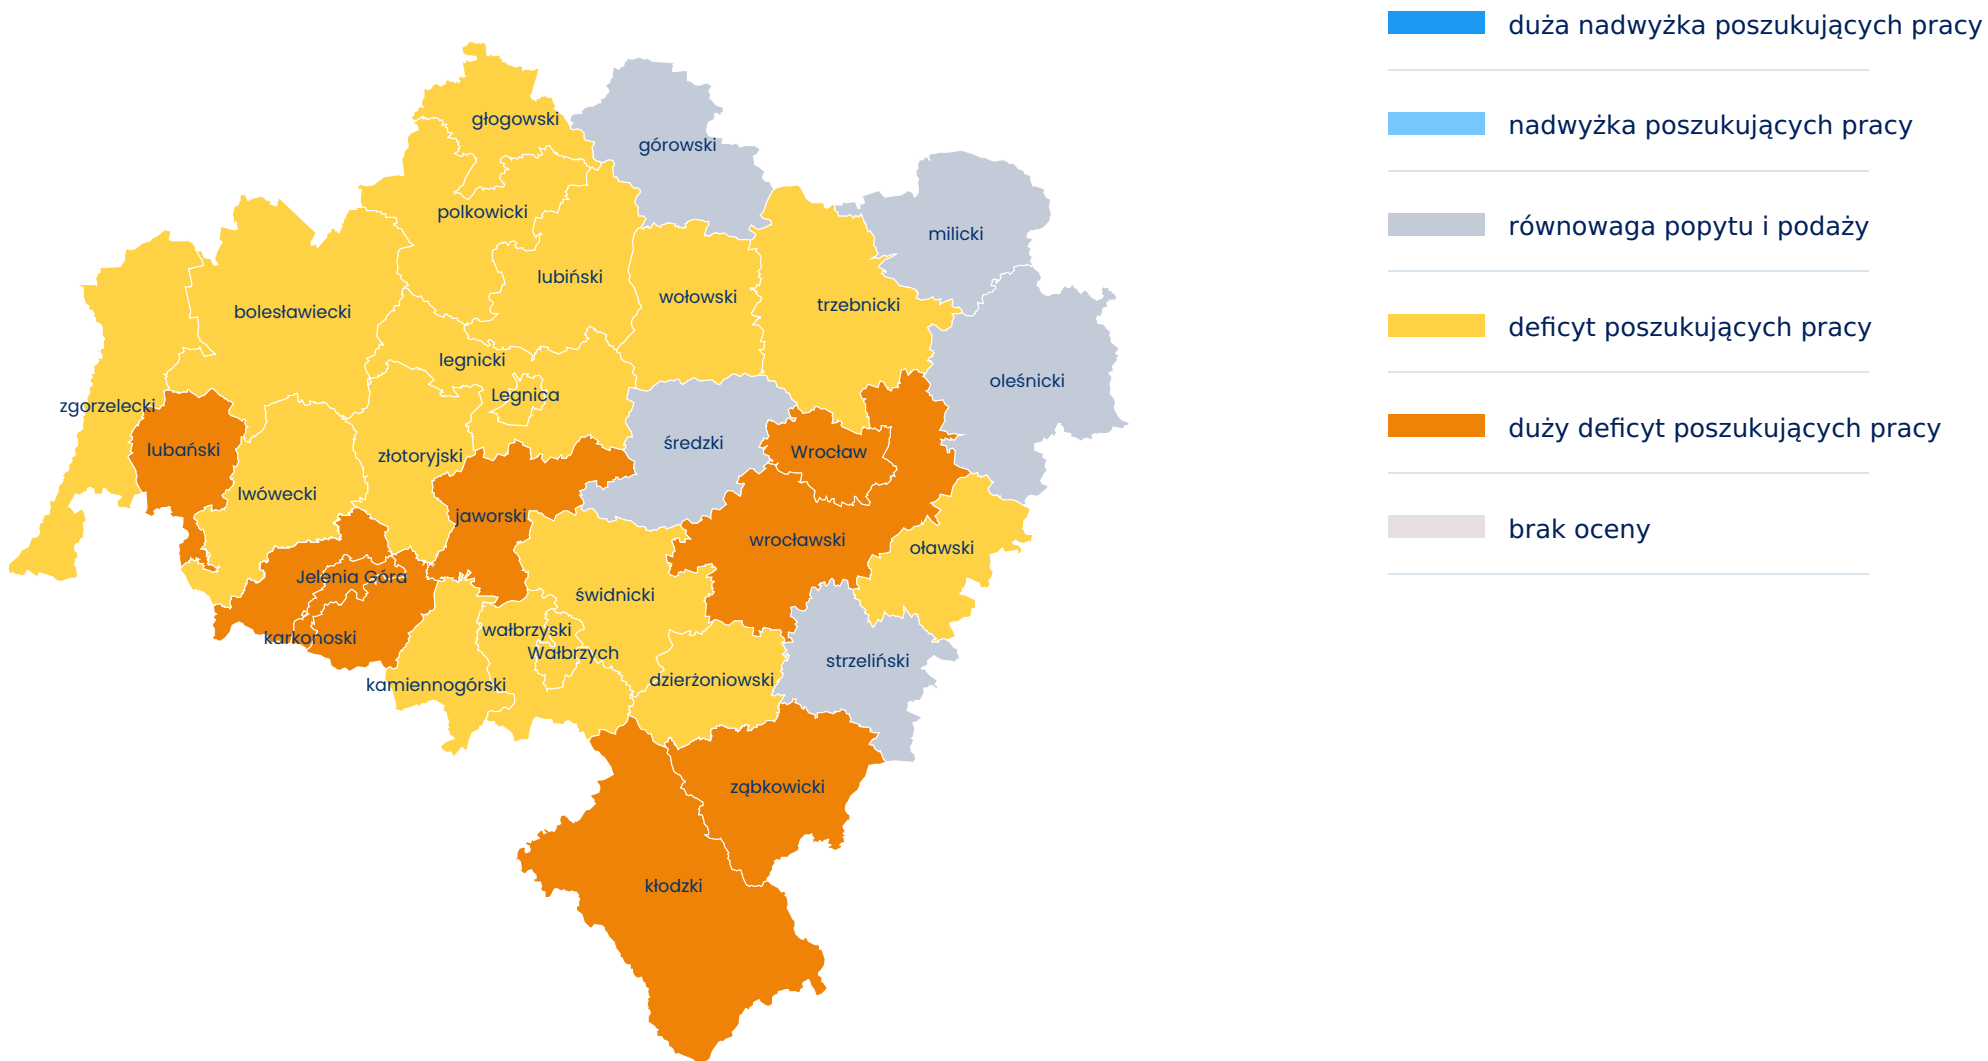 głogowski
górowski
polkowicki
milicki
lubiński
wołowski
trzebnicki
bolesławiecki
legnicki
oleśnicki
Legnica
zgorzelecki
średzki
lubański
Wrocław
złotoryjski
lwówecki
jaworski
wrocławski
oławski
Jelenia Góra
świdnicki
wałbrzyski
karkonoski
Wałbrzych
strzeliński
dzierżoniowski
kamiennogórski
ząbkowicki
kłodzki
duża nadwyżka poszukujących pracy
nadwyżka poszukujących pracy
równowaga popytu i podaży
deficyt poszukujących pracy
duży deficyt poszukujących pracy
brak oceny